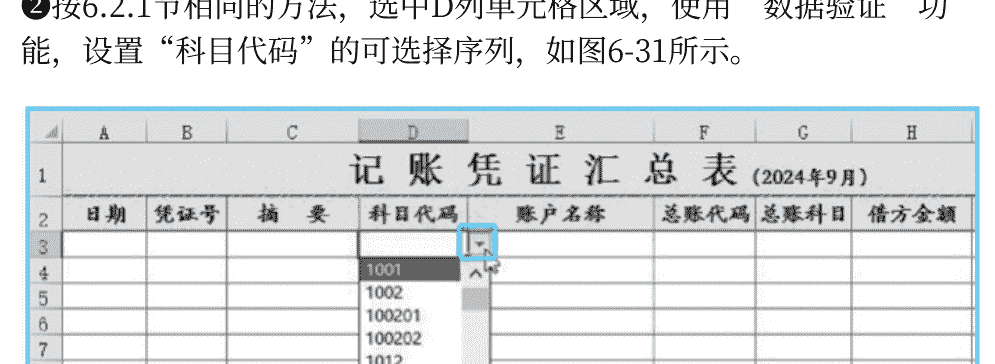 ❷按6.2.1节相同的方法，选中D列单元格区域，使用“数据验证”功
能，设置“科目代码”的可选择序列，如图6-31所示。
A B C D E F G H
1 记 账 凭 证 汇 总 表 (2024年9月)
2 日期 凭证号 摘 要 科目代码 账户名称 总账代码 总账科目 借方金额
3
4 1001
5 1002
6 100201
7 100202
1012